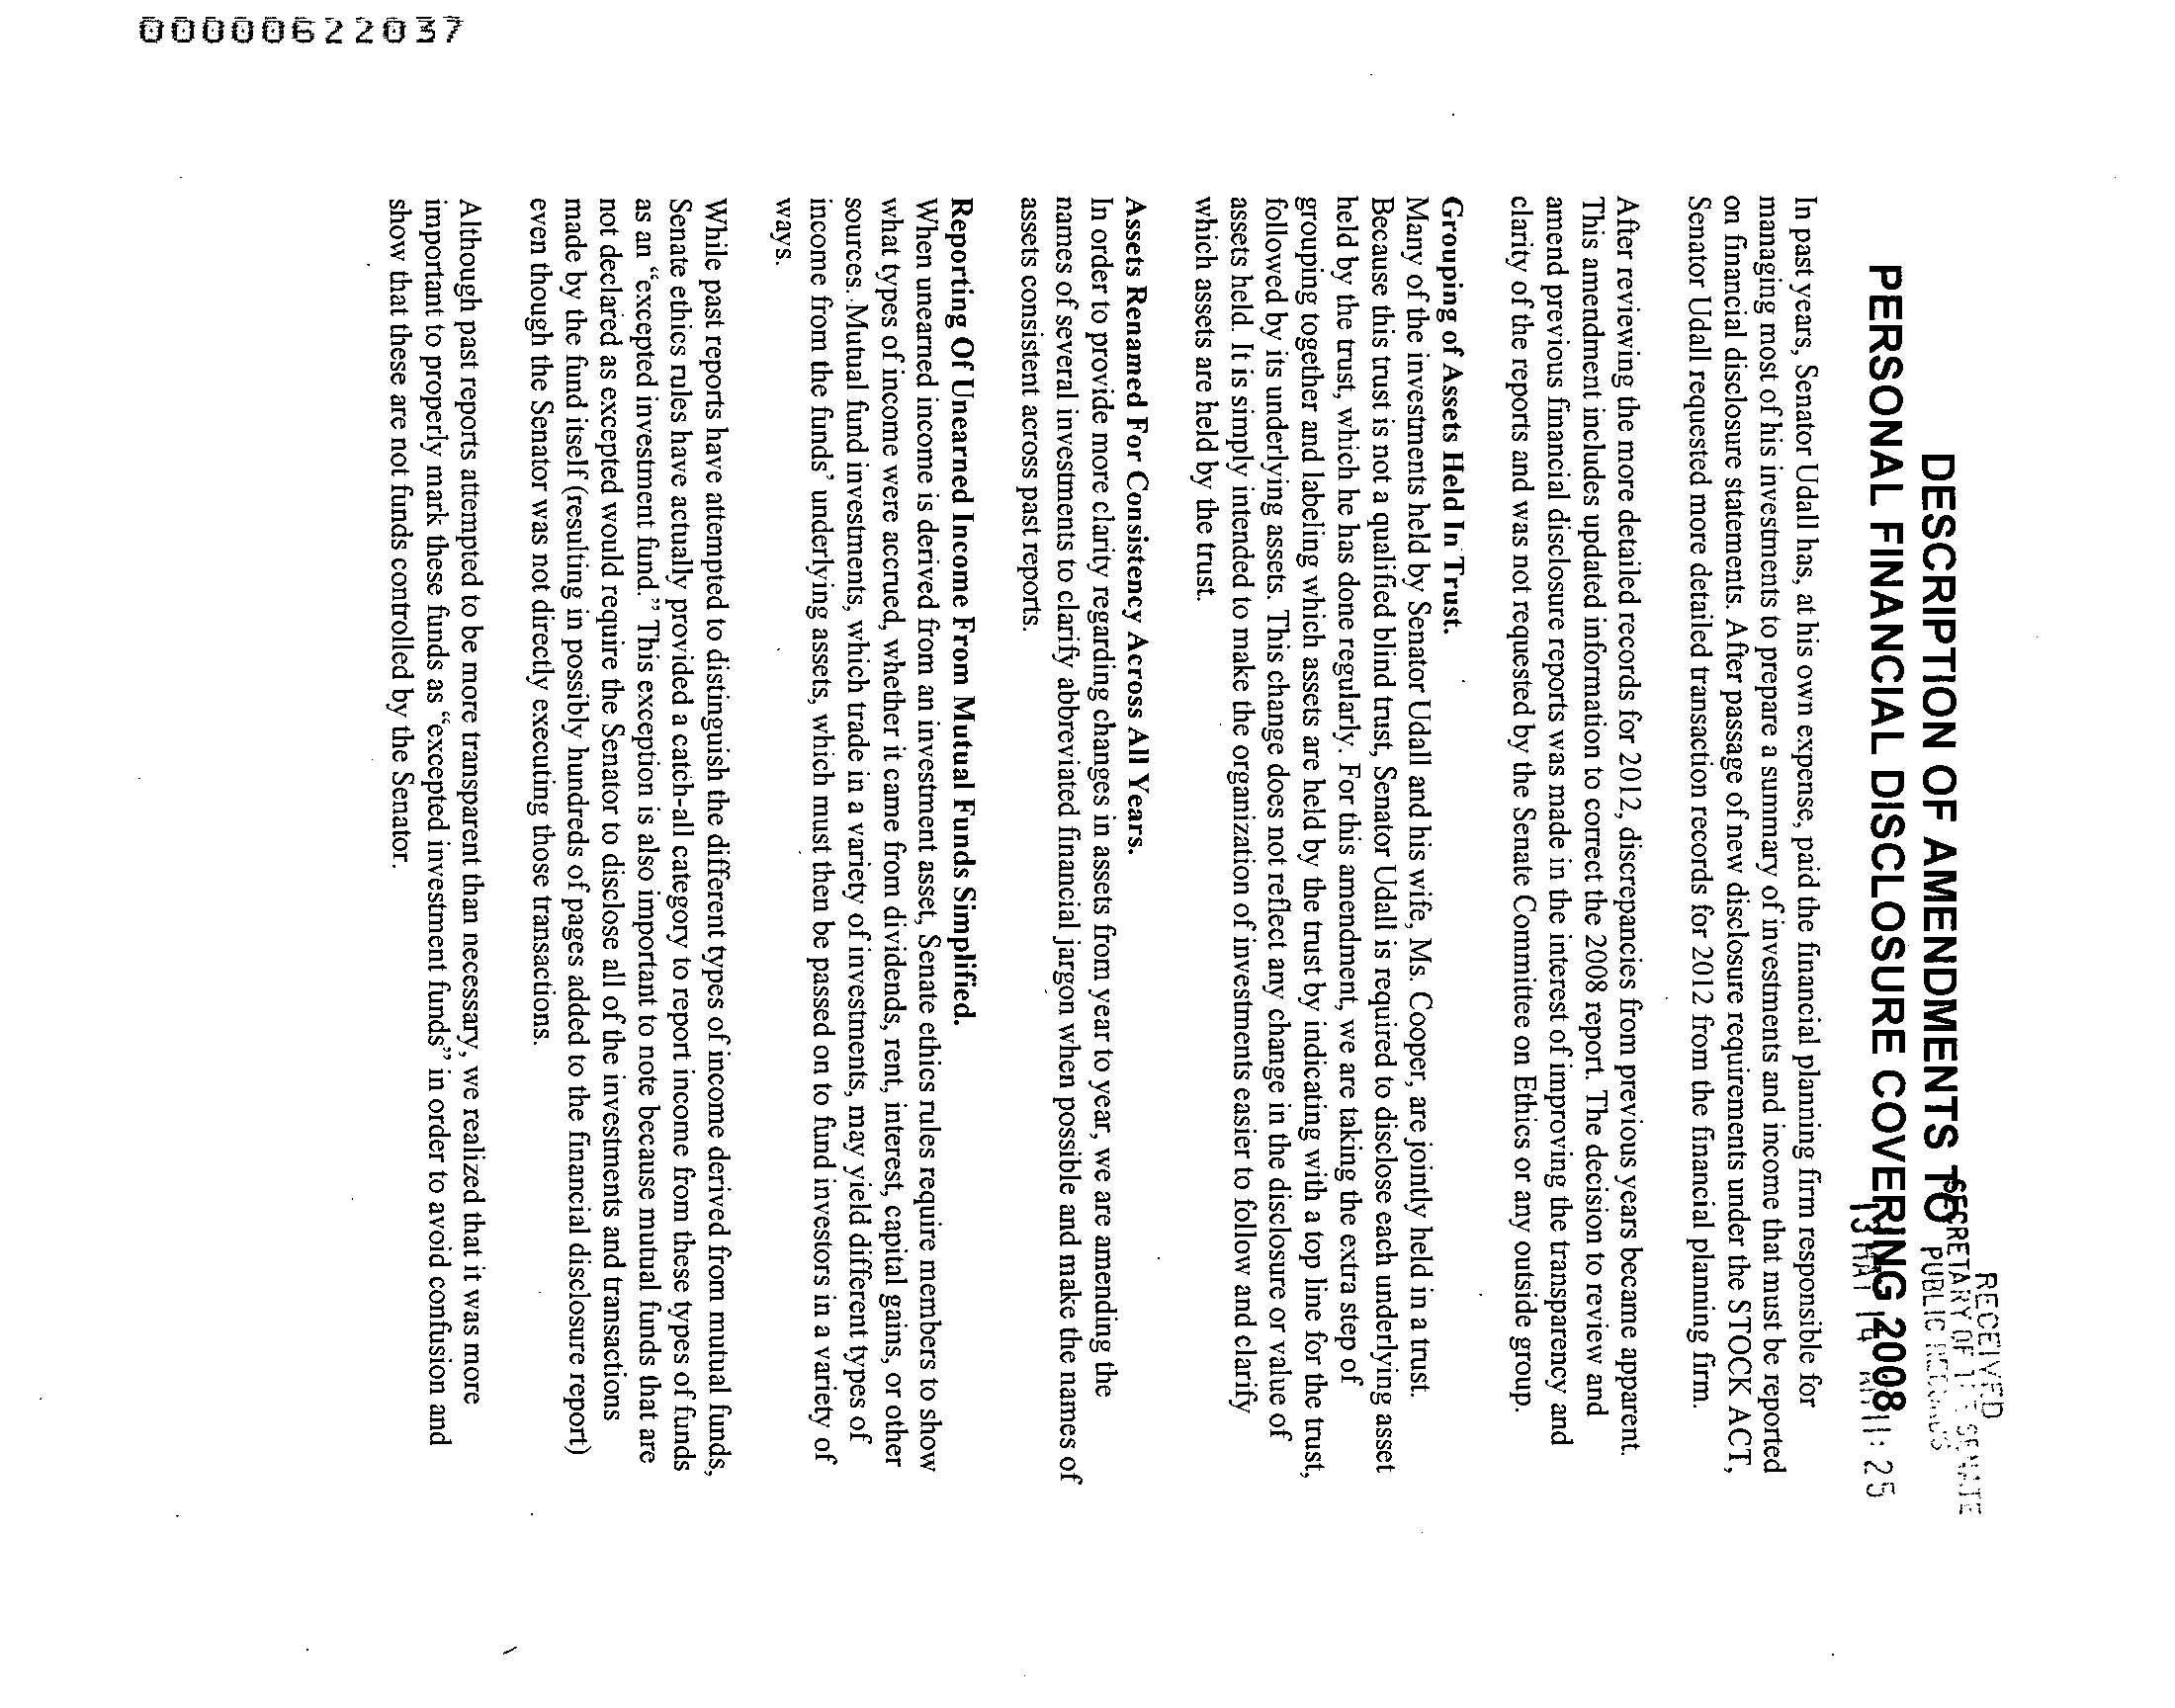 00000622037
RECEIVED
SECRETARY OF THE SENATE
PUBLIC RECORDS
13 MAY 14 AM 11: 25
DESCRIPTION OF AMENDMENTS TO
PERSONAL FINANCIAL DISCLOSURE COVERING 2008
In past years, Senator Udall has, at his own expense, paid the financial planning firm responsible for
managing most of his investments to prepare a summary of investments and income that must be reported
on financial disclosure statements. After passage of new disclosure requirements under the STOCK ACT,
Senator Udall requested more detailed transaction records for 2012 from the financial planning firm.
After reviewing the more detailed records for 2012, discrepancies from previous years became apparent.
This amendment includes updated information to correct the 2008 report. The decision to review and
amend previous financial disclosure reports was made in the interest of improving the transparency and
clarity of the reports and was not requested by the Senate Committee on Ethics or any outside group.
Grouping of Assets Held In Trust.
Many of the investments held by Senator Udall and his wife, Ms. Cooper, are jointly held in a trust.
Because this trust is not a qualified blind trust, Senator Udall is required to disclose each underlying asset
held by the trust, which he has done regularly. For this amendment, we are taking the extra step of
grouping together and labeling which assets are held by the trust by indicating with a top line for the trust,
followed by its underlying assets. This change does not reflect any change in the disclosure or value of
assets held. It is simply intended to make the organization of investments easier to follow and clarify
which assets are held by the trust.
Assets Renamed For Consistency Across All Years.
In order to provide more clarity regarding changes in assets from year to year, we are amending the
names of several investments to clarify abbreviated financial jargon when possible and make the names of
assets consistent across past reports.
Reporting Of Unearned Income From Mutual Funds Simplified.
When unearned income is derived from an investment asset, Senate ethics rules require members to show
what types of income were accrued, whether it came from dividends, rent, interest, capital gains, or other
sources. Mutual fund investments, which trade in a variety of investments, may yield different types of
income from the funds' underlying assets, which must then be passed on to fund investors in a variety of
ways.
While past reports have attempted to distinguish the different types of income derived from mutual funds,
Senate ethics rules have actually provided a catch-all category to report income from these types of funds
as an "excepted investment fund." This exception is also important to note because mutual funds that are
not declared as excepted would require the Senator to disclose all of the investments and transactions
made by the fund itself (resulting in possibly hundreds of pages added to the financial disclosure report)
even though the Senator was not directly executing those transactions.
Although past reports attempted to be more transparent than necessary, we realized that it was more
important to properly mark these funds as "excepted investment funds" in order to avoid confusion and
show that these are not funds controlled by the Senator.